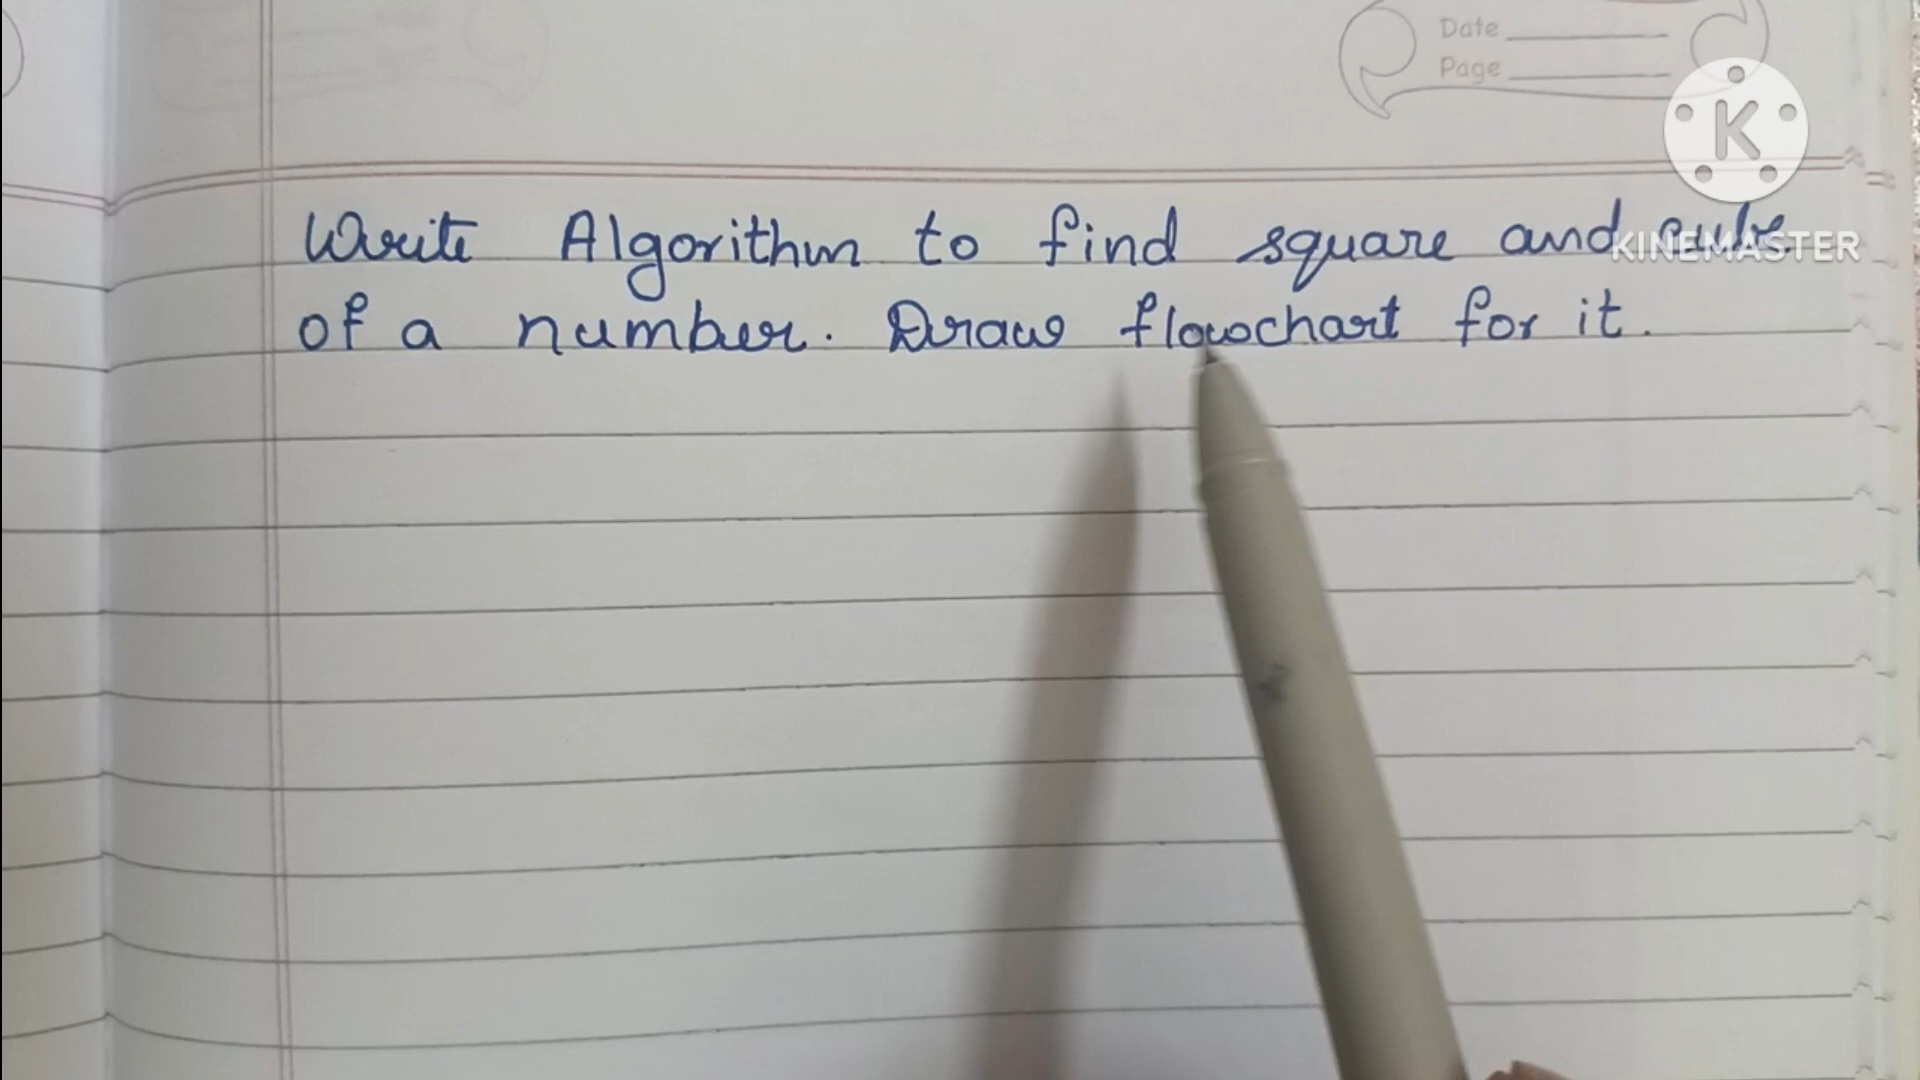 Date
Page
K
Write Algorithm to find square and cube
KINEMASTER
of a number. Draw flowchart for it.